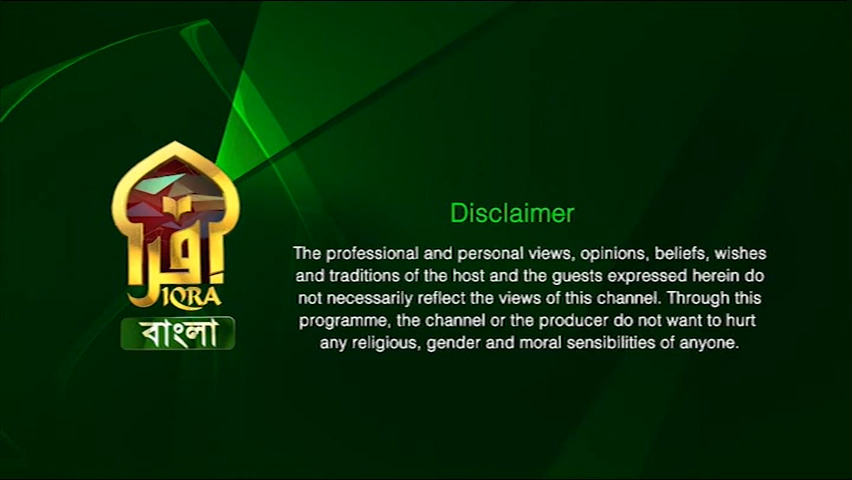 اقرأ
IQRA
বাংলা
Disclaimer
The professional and personal views, opinions, beliefs, wishes
and traditions of the host and the guests expressed herein do
not necessarily reflect the views of this channel. Through this
programme, the channel or the producer do not want to hurt
any religious, gender and moral sensibilities of anyone.